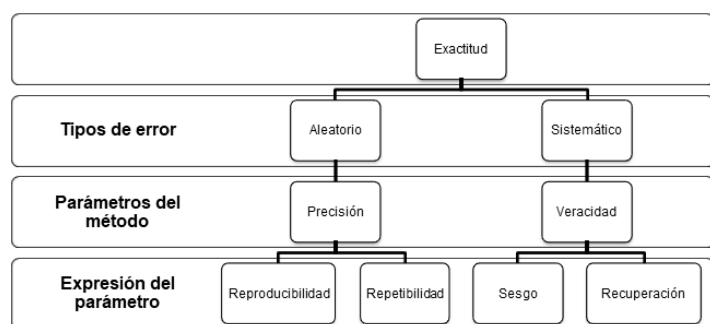 Exactitud
Tipos de error
Aleatorio
Sistemático
Parámetros del
método
Precisión
Veracidad
Expresión del
parámetro
Reproducibilidad
Repetibilidad
Sesgo
Recuperación